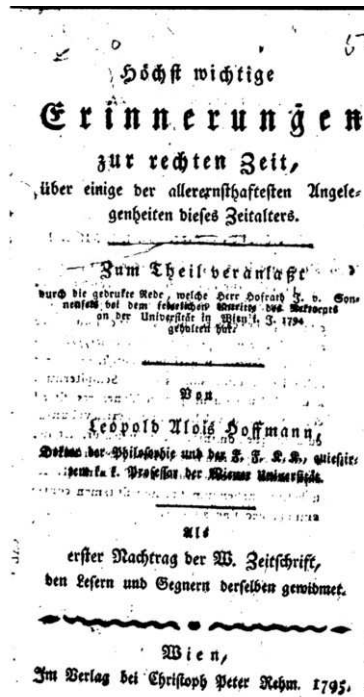 Höchst wichtige
Erinnerungen
zur rechten Zeit,
über einige der allerernsthaftesten Angele-
genheiten dieses Zeitalters.
Zum Theil veranlaßt
durch die gedrukte Rede, welche Herr Hofrath J. v. Son-
nenfels bei dem feierlichen Antritte des Rektorats
an der Universität in Wien i. J. 1794
gehalten hat.
Von
Leopold Alois Hoffmann,
Doktor der Philosophie und der F. F. K. K., quieszir-
tem k. k. Professor der Wiener Universität.
Als
erster Nachtrag der W. Zeitschrift,
den Lesern und Gegnern derselben gewidmet.
Wien,
Im Verlag bei Christoph Peter Rehm. 1795.